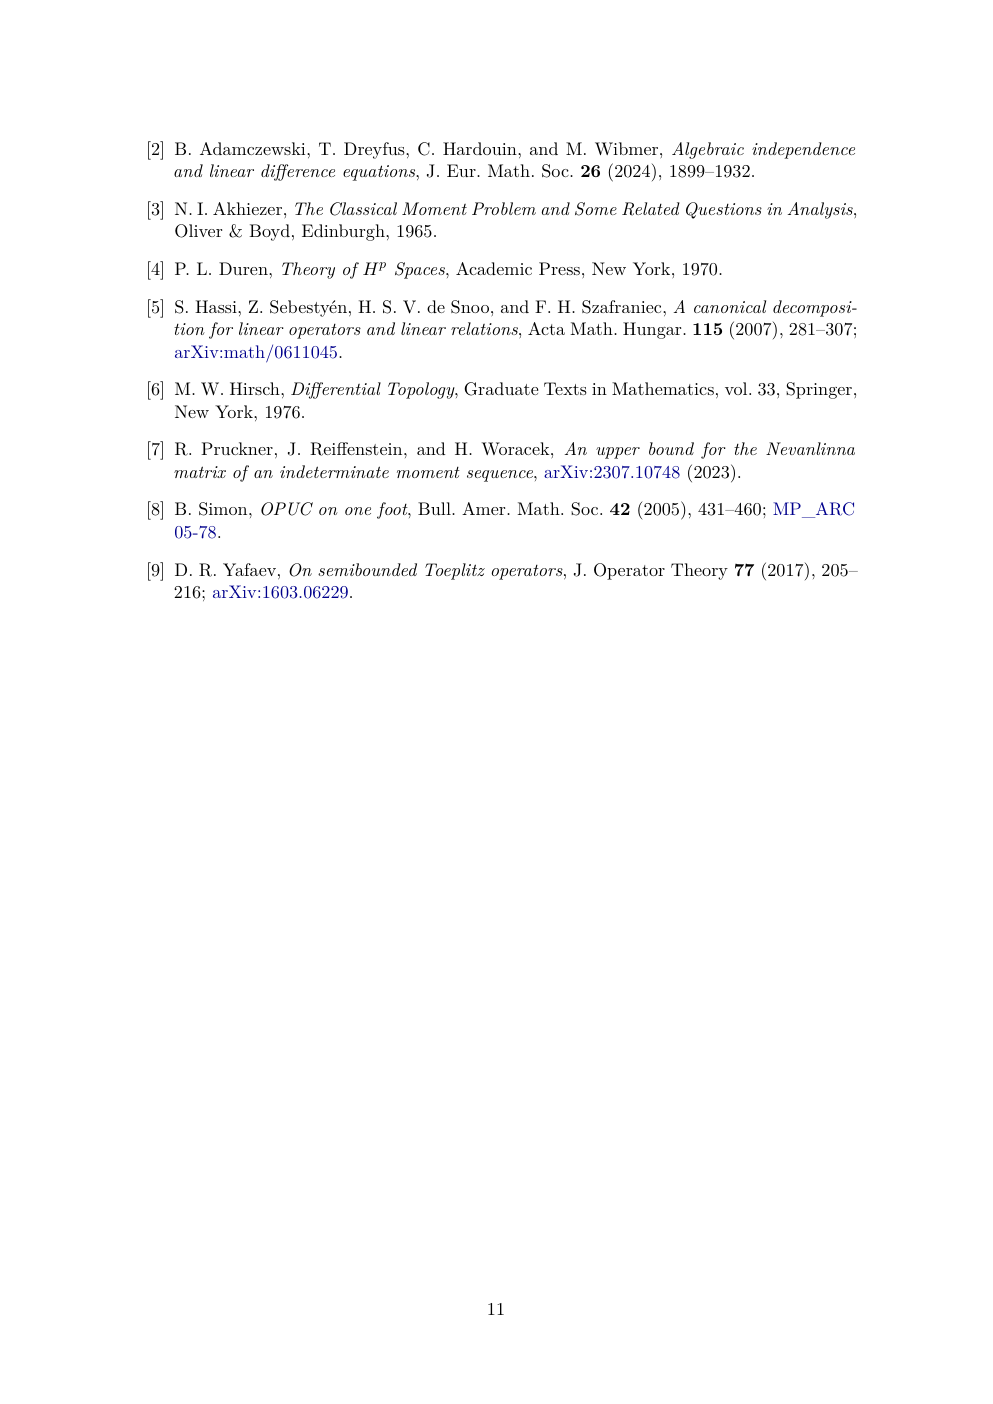 [2] B. Adamczewski, T. Dreyfus, C. Hardouin, and M. Wibmer, Algebraic independence
and linear difference equations, J. Eur. Math. Soc. 26 (2024), 1899–1932.
[3] N. I. Akhiezer, The Classical Moment Problem and Some Related Questions in Analysis,
Oliver & Boyd, Edinburgh, 1965.
[4] P. L. Duren, Theory of H^p Spaces, Academic Press, New York, 1970.
[5] S. Hassi, Z. Sebestyén, H. S. V. de Snoo, and F. H. Szafraniec, A canonical decomposi-
tion for linear operators and linear relations, Acta Math. Hungar. 115 (2007), 281–307;
arXiv:math/0611045.
[6] M. W. Hirsch, Differential Topology, Graduate Texts in Mathematics, vol. 33, Springer,
New York, 1976.
[7] R. Pruckner, J. Reiffenstein, and H. Woracek, An upper bound for the Nevanlinna
matrix of an indeterminate moment sequence, arXiv:2307.10748 (2023).
[8] B. Simon, OPUC on one foot, Bull. Amer. Math. Soc. 42 (2005), 431–460; MP_ARC
05-78.
[9] D. R. Yafaev, On semibounded Toeplitz operators, J. Operator Theory 77 (2017), 205–
216; arXiv:1603.06229.
11